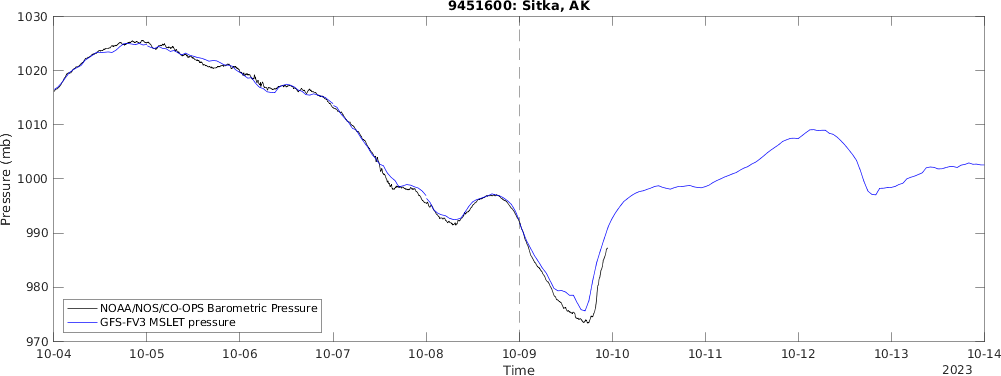 9451600: Sitka, AK
Pressure (mb)
1030
1020
1010
1000
990
980
970
NOAA/NOS/CO-OPS Barometric Pressure
GFS-FV3 MSLET pressure
10-04 10-05 10-06 10-07 10-08 10-09 10-10 10-11 10-12 10-13 10-14
Time
2023